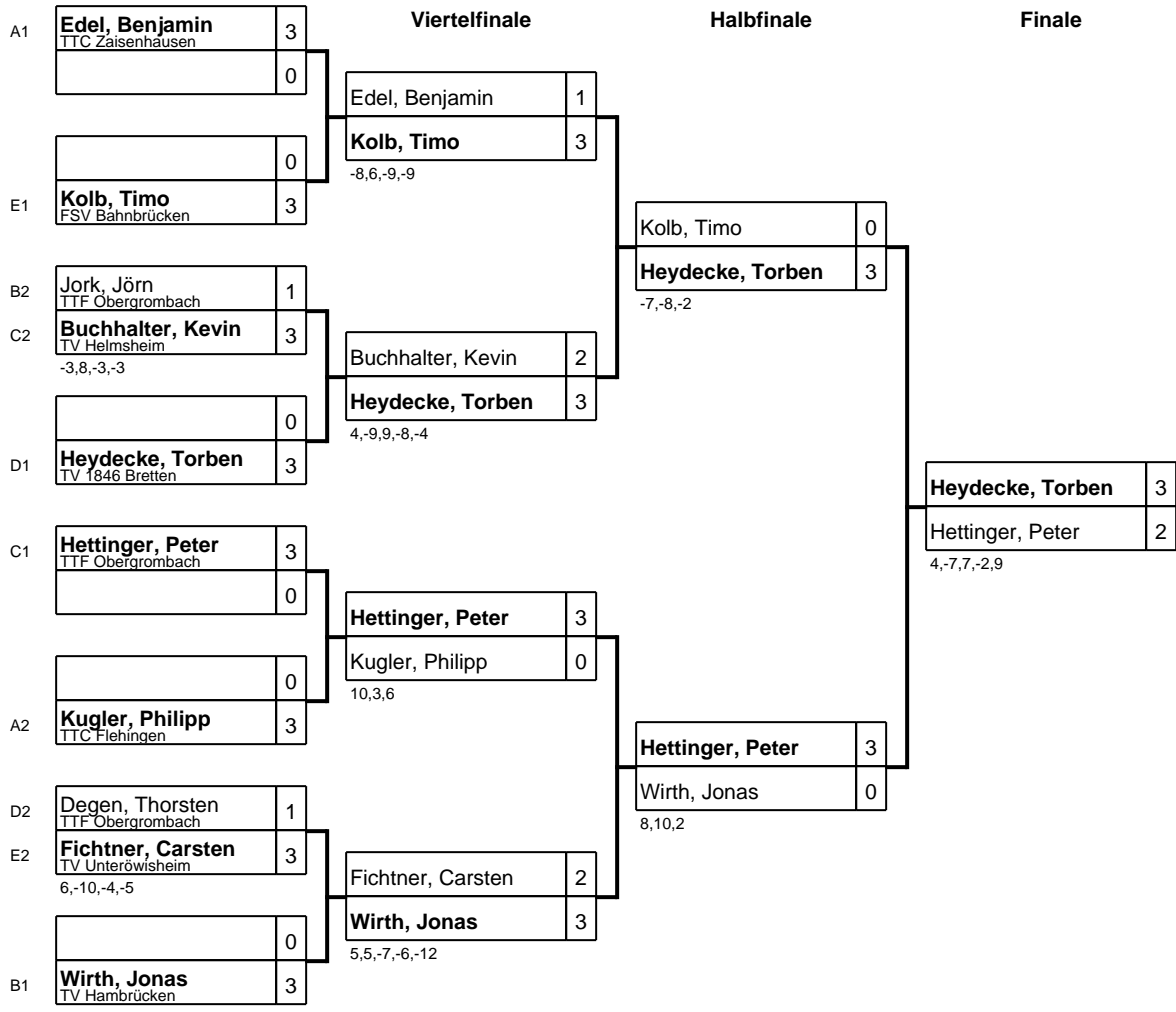 Viertelfinale
Halbfinale
Finale
A1
Edel, Benjamin 3
TTC Zaisenhausen
0
0
E1
Kolb, Timo 3
FSV Bahnbrücken
B2
Jork, Jörn 1
TTF Obergrombach
C2
Buchhalter, Kevin 3
TV Helmsheim
-3,8,-3,-3
0
D1
Heydecke, Torben 3
TV 1846 Bretten
C1
Hettinger, Peter 3
TTF Obergrombach
0
0
A2
Kugler, Philipp 3
TTC Flehingen
D2
Degen, Thorsten 1
TTF Obergrombach
E2
Fichtner, Carsten 3
TV Unteröwisheim
6,-10,-4,-5
0
B1
Wirth, Jonas 3
TV Hambrücken
Edel, Benjamin 1
Kolb, Timo 3
-8,6,-9,-9
Buchhalter, Kevin 2
Heydecke, Torben 3
4,-9,9,-8,-4
Hettinger, Peter 3
Kugler, Philipp 0
10,3,6
Fichtner, Carsten 2
Wirth, Jonas 3
5,5,-7,-6,-12
Kolb, Timo 0
Heydecke, Torben 3
-7,-8,-2
Hettinger, Peter 3
Wirth, Jonas 0
8,10,2
Heydecke, Torben 3
Hettinger, Peter 2
4,-7,7,-2,9